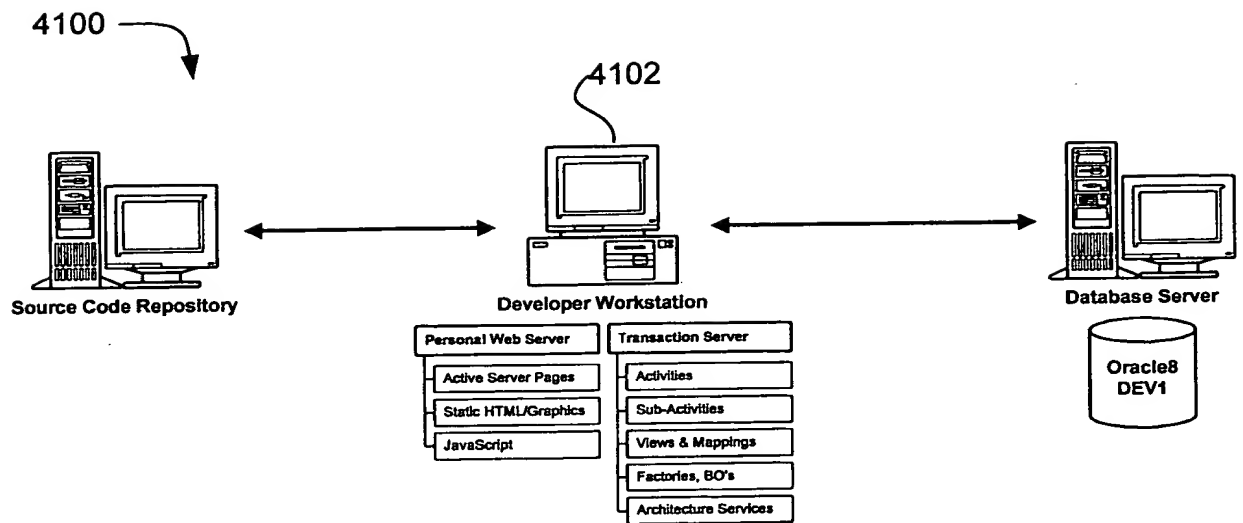 4100
4102
Source Code Repository
Developer Workstation
Database Server
Personal Web Server
Active Server Pages
Static HTML/Graphics
JavaScript
Transaction Server
Activities
Sub-Activities
Views & Mappings
Factories, BO's
Architecture Services
Oracle8
DEV1